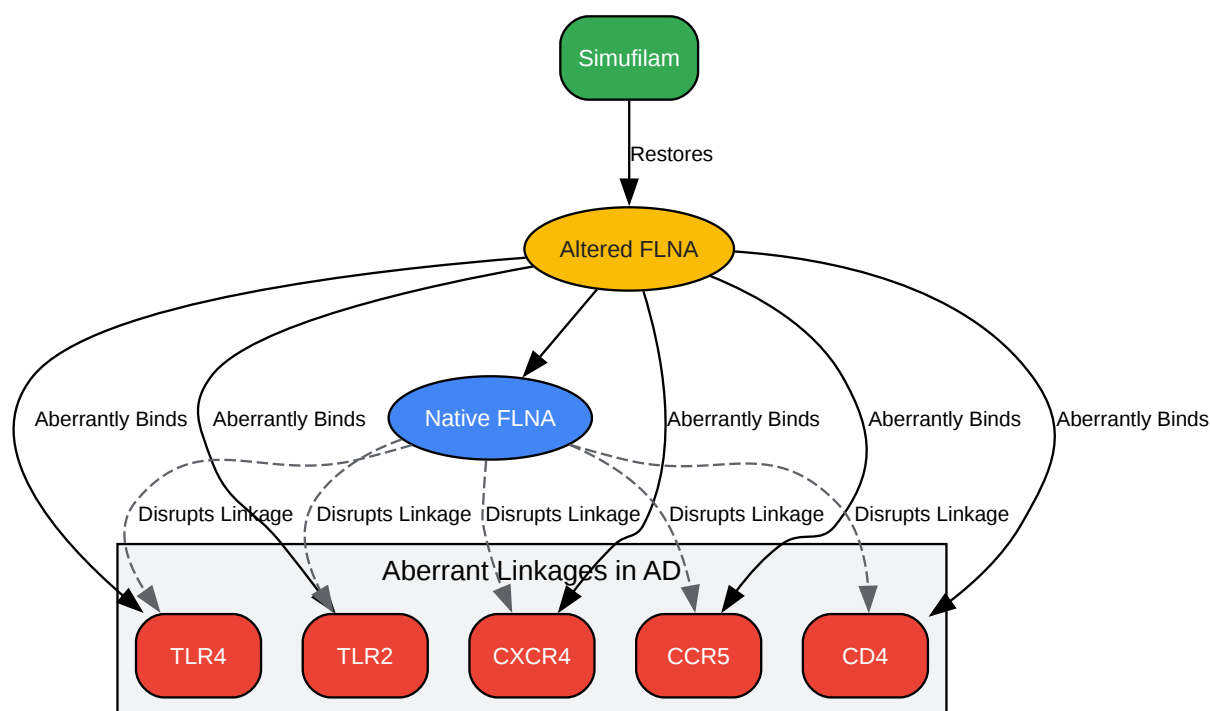 Simufilam
Restores
Altered FLNA
Native FLNA
Aberrantly Binds
Aberrantly Binds
Aberrantly Binds
Aberrantly Binds
Aberrantly Binds
Disrupts Linkage
Disrupts Linkage
Disrupts Linkage
Disrupts Linkage
Disrupts Linkage
Aberrant Linkages in AD
TLR4
TLR2
CXCR4
CCR5
CD4